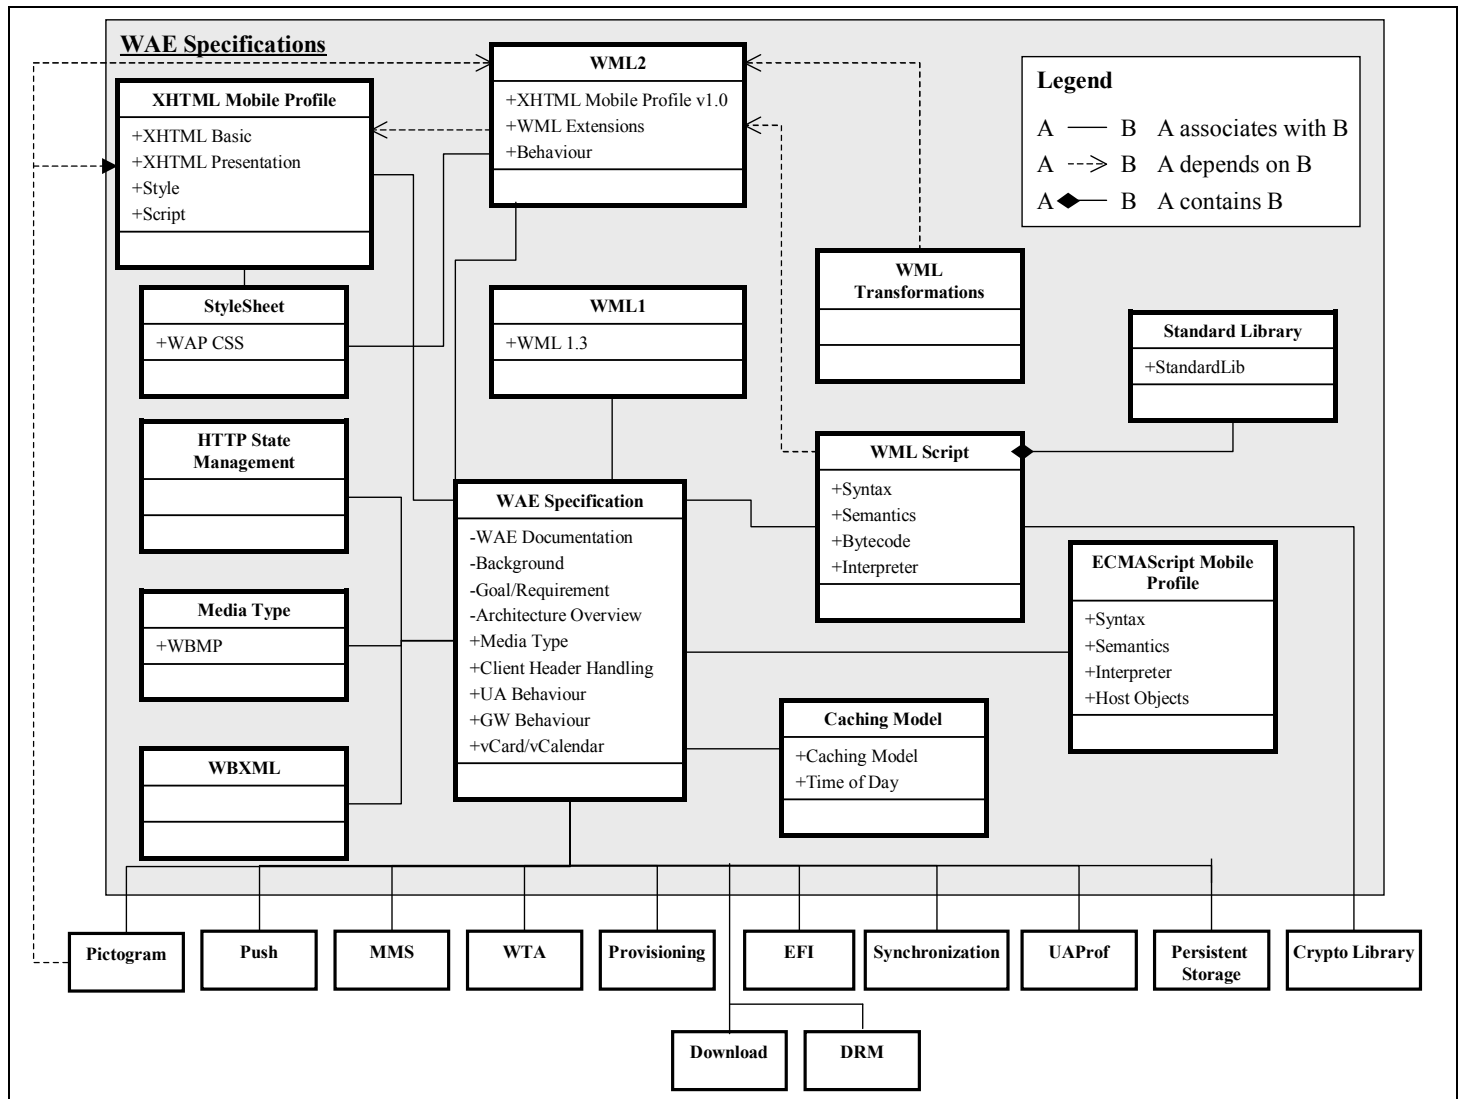 WAE Specifications
WML2
+XHTML Mobile Profile v1.0
+WML Extensions
+Behaviour
Legend
A B A associates with B
A B A depends on B
A B A contains B
XHTML Mobile Profile
+XHTML Basic
+XHTML Presentation
+Style
+Script
StyleSheet
+WAP CSS
WML1
+WML 1.3
WML
Transformations
Standard Library
+StandardLib
HTTP State
Management
WAE Specification
-WAE Documentation
-Background
-Goal/Requirement
-Architecture Overview
+Media Type
+Client Header Handling
+UA Behaviour
+GW Behaviour
+vCard/vCalendar
WML Script
+Syntax
+Semantics
+Bytecode
+Interpreter
ECMAScript Mobile
Profile
+Syntax
+Semantics
+Interpreter
+Host Objects
Media Type
+WBMP
Caching Model
+Caching Model
+Time of Day
WBXML
Pictogram
Push
MMS
WTA
Provisioning
EFI
Synchronization
UAProf
Persistent
Storage
Crypto Library
Download
DRM